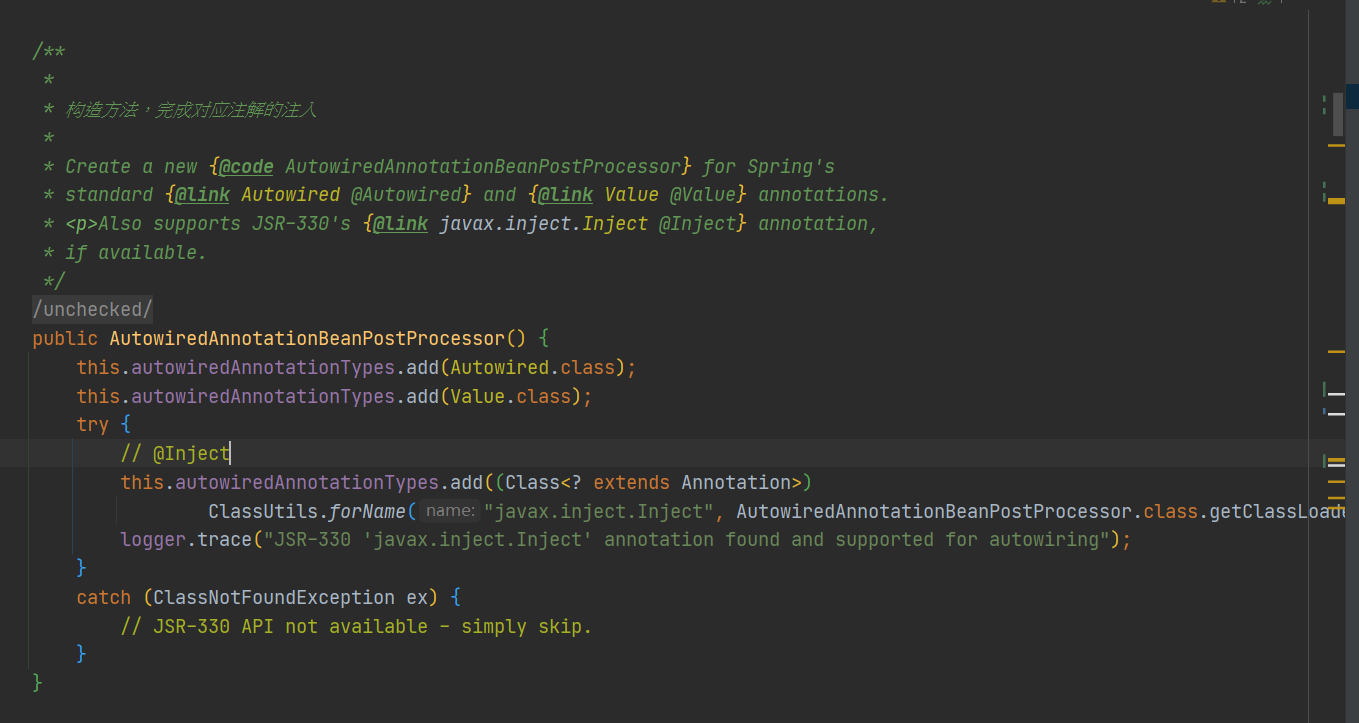 /**
*
* 构造方法，完成对应注解的注入
*
* Create a new {@code AutowiredAnnotationBeanPostProcessor} for Spring's
* standard {@link Autowired @Autowired} and {@link Value @Value} annotations.
* <p>Also supports JSR-330's {@link javax.inject.Inject @Inject} annotation,
* if available.
*/
/unchecked/
public AutowiredAnnotationBeanPostProcessor() {
this.autowiredAnnotationTypes.add(Autowired.class);
this.autowiredAnnotationTypes.add(Value.class);
try {
// @Inject
this.autowiredAnnotationTypes.add((Class<? extends Annotation>)
ClassUtils.forName( name: "javax.inject.Inject", AutowiredAnnotationBeanPostProcessor.class.getClassLoade
logger.trace("JSR-330 'javax.inject.Inject' annotation found and supported for autowiring");
}
catch (ClassNotFoundException ex) {
// JSR-330 API not available - simply skip.
}
}